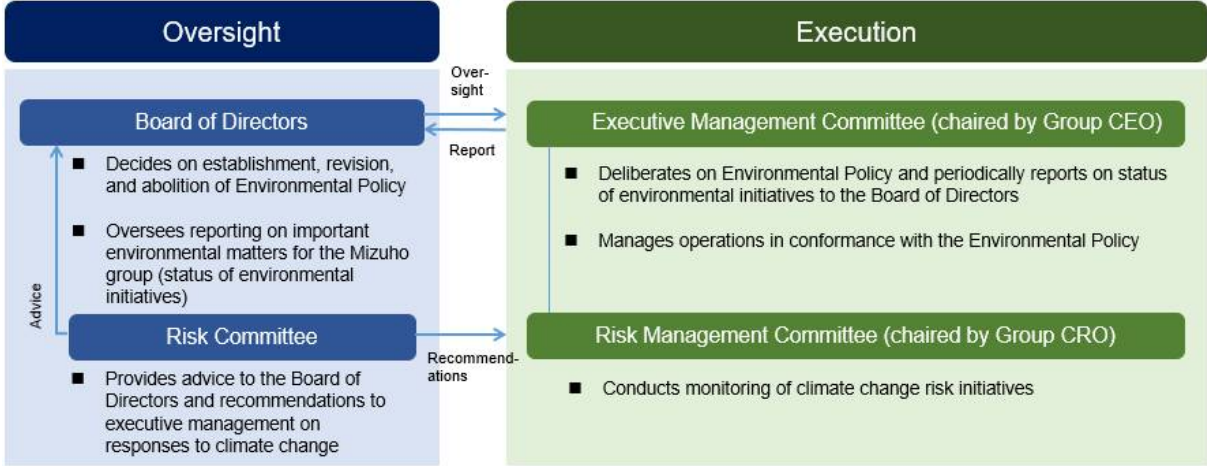 Oversight
Execution
Over-
sight
Board of Directors
Executive Management Committee (chaired by Group CEO)
Report
■ Decides on establishment, revision,
and abolition of Environmental Policy
■ Oversees reporting on important
environmental matters for the Mizuho
group (status of environmental
initiatives)
■ Deliberates on Environmental Policy and periodically reports on status
of environmental initiatives to the Board of Directors
■ Manages operations in conformance with the Environmental Policy
Advice
Risk Committee
Recommend-
ations
Risk Management Committee (chaired by Group CRO)
■ Provides advice to the Board of
Directors and recommendations to
executive management on
responses to climate change
■ Conducts monitoring of climate change risk initiatives